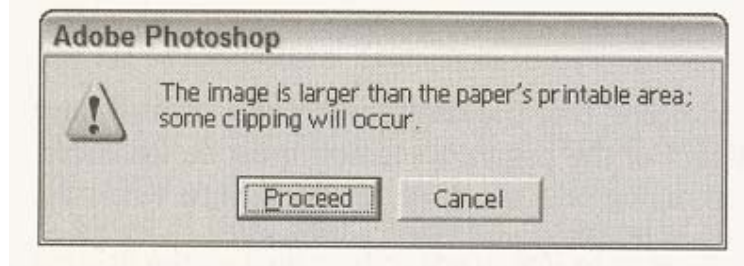 Adobe Photoshop
The image is larger than the paper's printable area;
some clipping will occur.
Proceed Cancel